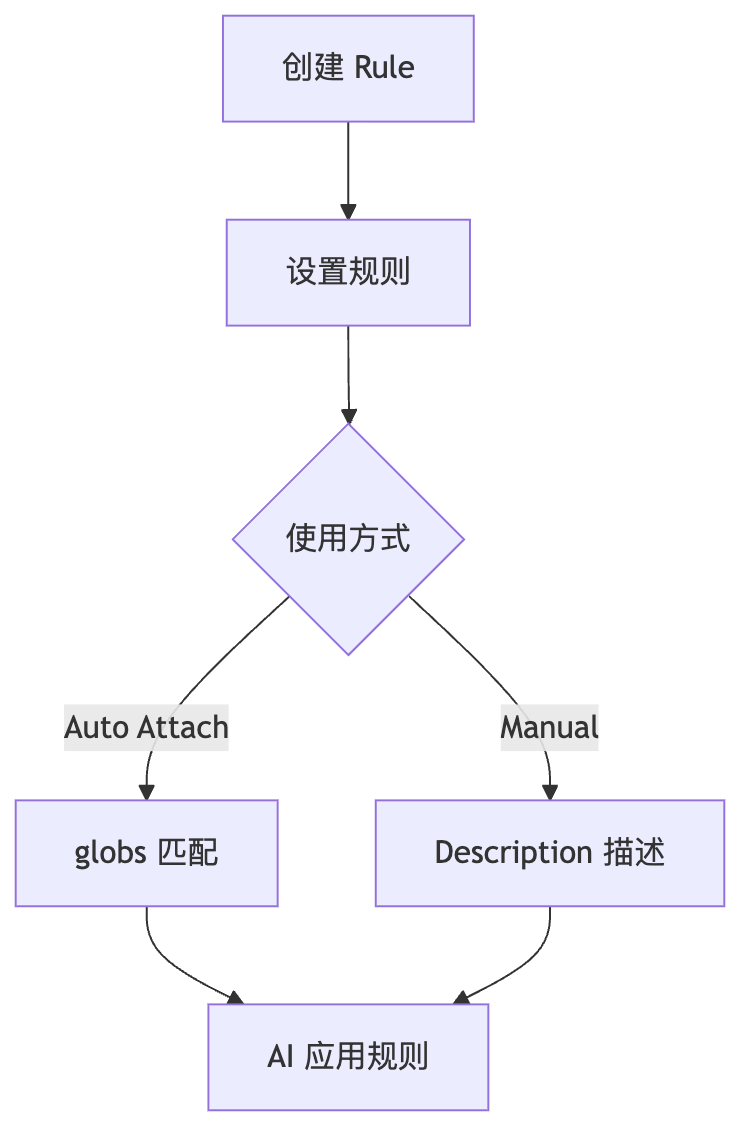 创建 Rule
设置规则
使用方式
Auto Attach
Manual
globs 匹配
Description 描述
AI 应用规则